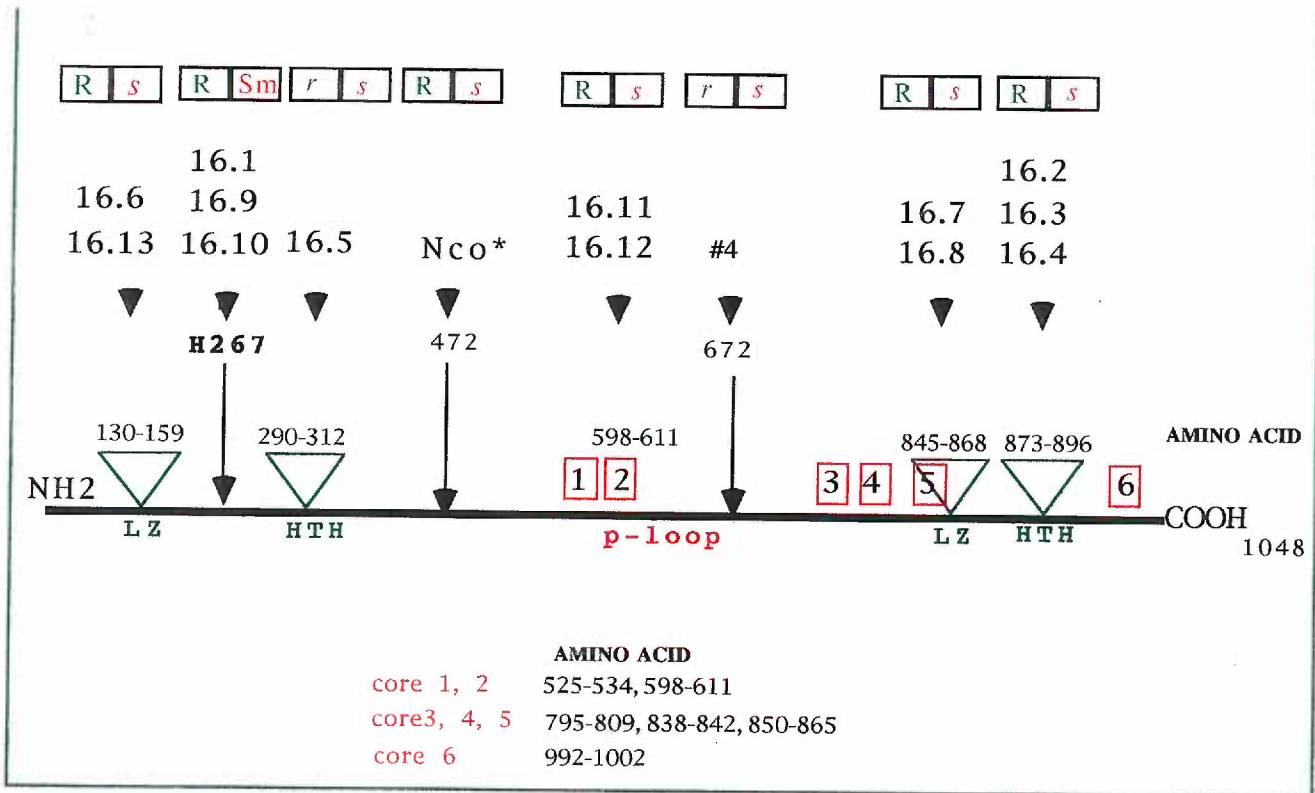 R s R Sm r s R s R s r s R s R s
16.1 16.2
16.6 16.9 16.11 16.7 16.3
16.13 16.10 16.5 Nco* 16.12 #4 16.8 16.4
H267 472 672
130-159 290-312 598-611 845-868 873-896 AMINO ACID
1 2 3 4 5 6
NH2 COOH
LZ HTH p-loop LZ HTH 1048
AMINO ACID
core 1, 2 525-534, 598-611
core3, 4, 5 795-809, 838-842, 850-865
core 6 992-1002